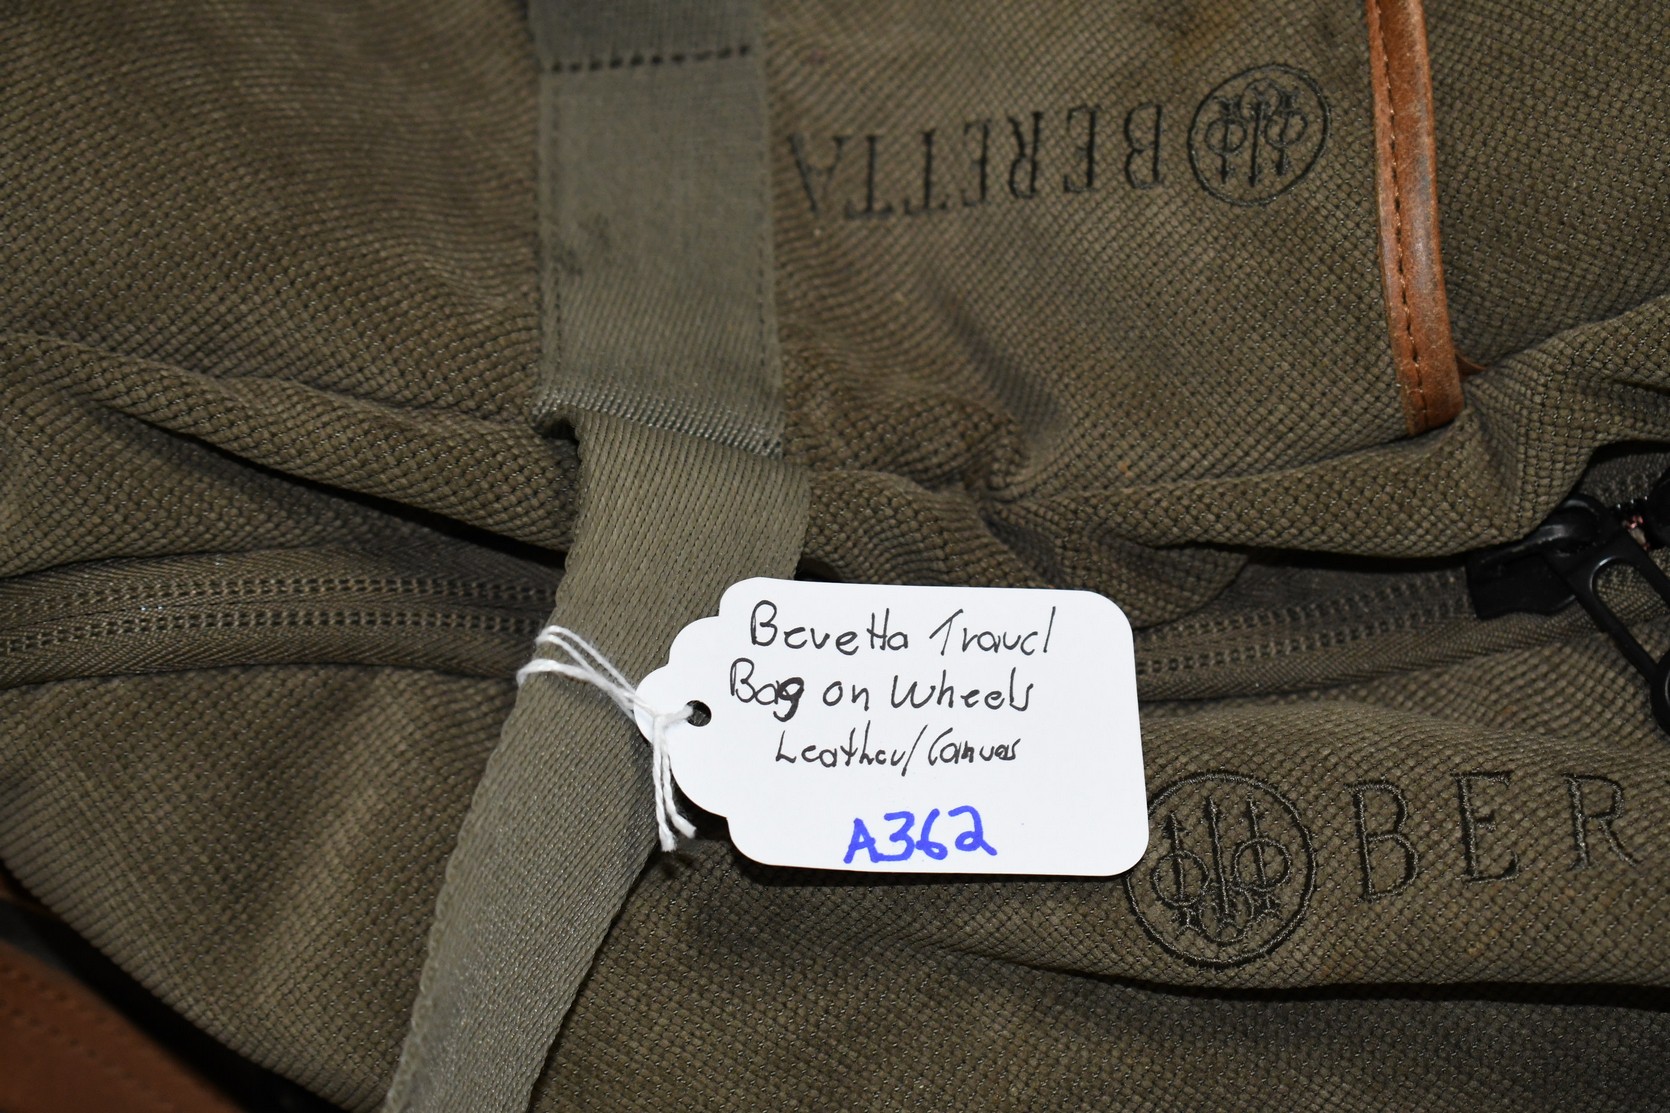 BERETTA
Beretta Travel
Bag on Wheels
Leather/Canvas
A362
BER